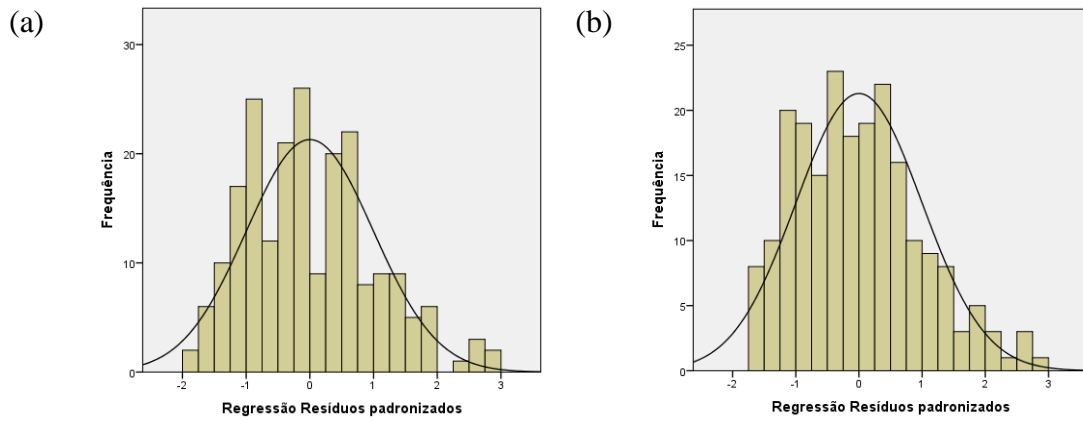 (a)
30
20
10
0
Frequência
-2 -1 0 1 2 3
Regressão Resíduos padronizados
(b)
25
20
15
10
5
0
Frequência
-2 -1 0 1 2 3
Regressão Resíduos padronizados